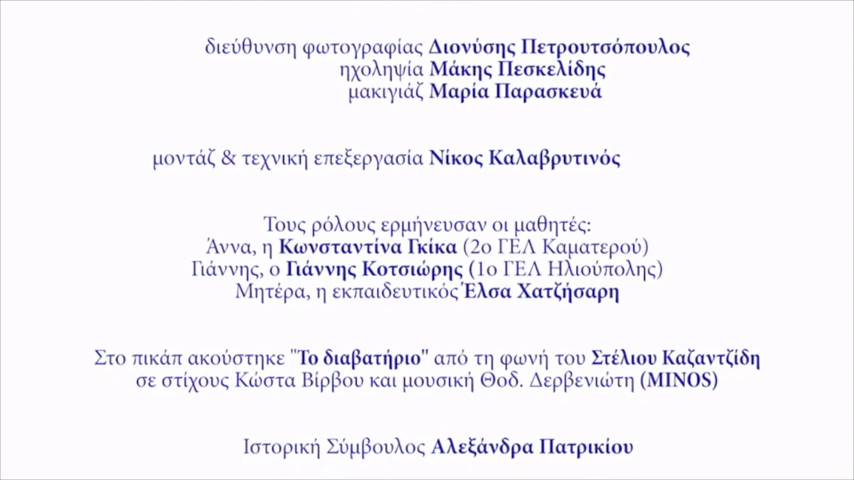 διεύθυνση φωτογραφίας Διονύσης Πετρουτσόπουλος
ηχοληψία Μάκης Πεσκελίδης
μακιγιάζ Μαρία Παρασκευά
μοντάζ & τεχνική επεξεργασία Νίκος Καλαβρυτινός
Τους ρόλους ερμήνευσαν οι μαθητές:
Άννα, η Κωνσταντίνα Γκίκα (2ο ΓΕΛ Καματερού)
Γιάννης, ο Γιάννης Κοτσιώρης (1ο ΓΕΛ Ηλιούπολης)
Μητέρα, η εκπαιδευτικός Έλσα Χατζήσαρη
Στο πικάπ ακούστηκε "Το διαβατήριο" από τη φωνή του Στέλιου Καζαντζίδη
σε στίχους Κώστα Βίρβου και μουσική Θοδ. Δερβενιώτη (MINOS)
Ιστορική Σύμβουλος Αλεξάνδρα Πατρικίου